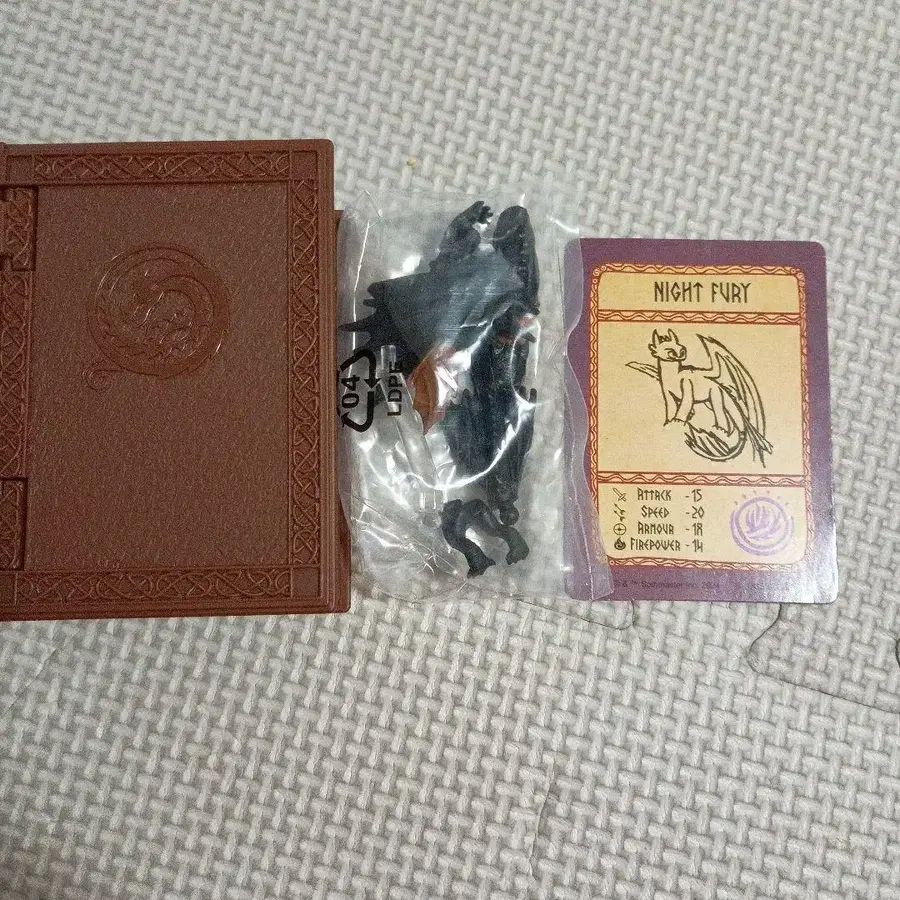 04
LDPE
NIGHT FURY
ATTACK - 15
SPEED - 20
ARMOUR - 18
FIREPOWER - 14